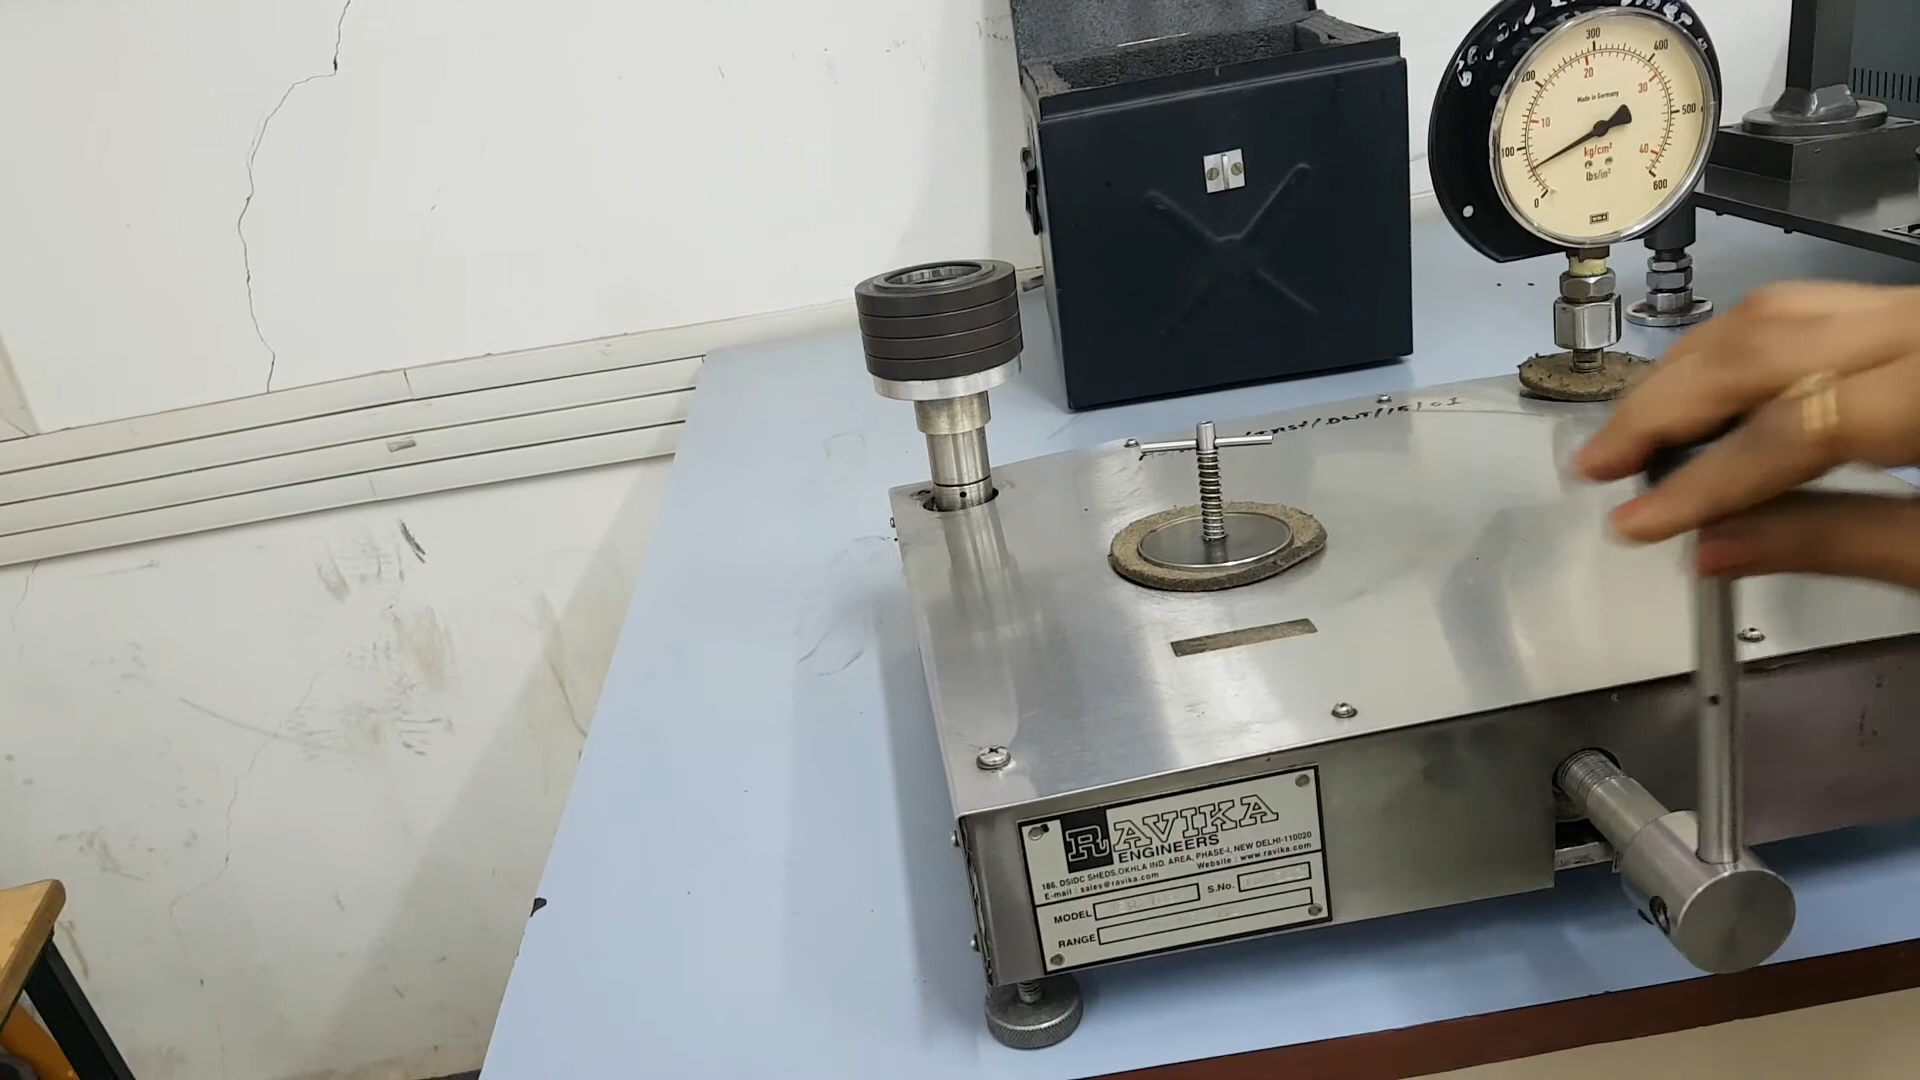 300
400
200
20
30
Made in Germany
500
10
100
kg/cm²
40
lbs/in²
600
0
RAVIKA
ENGINEERS
186, DSIDC SHEDS,OKHLA IND. AREA, PHASE-I, NEW DELHI-110020
E-mail : sales@ravika.com Website : www.ravika.com
MODEL S.No.
RANGE